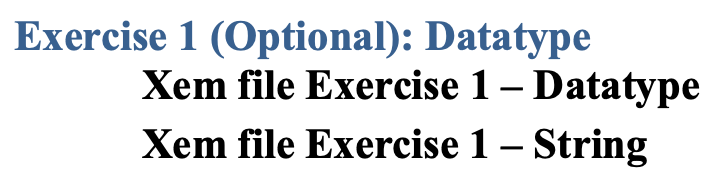 Exercise 1 (Optional): Datatype
Xem file Exercise 1 – Datatype
Xem file Exercise 1 – String